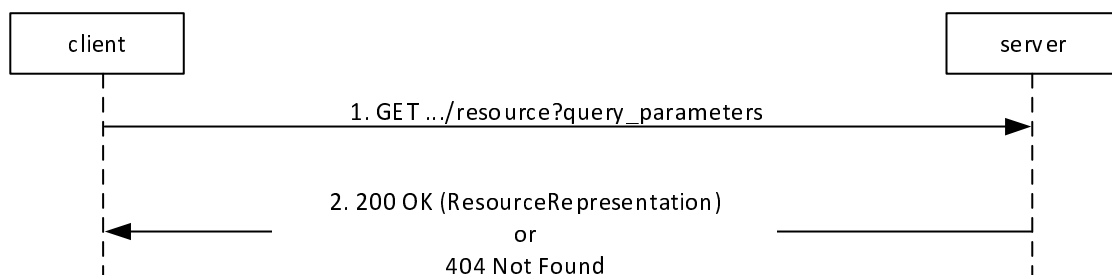 client
server
1. GET .../resource?query_parameters
2. 200 OK (ResourceRepresentation)
or
404 Not Found